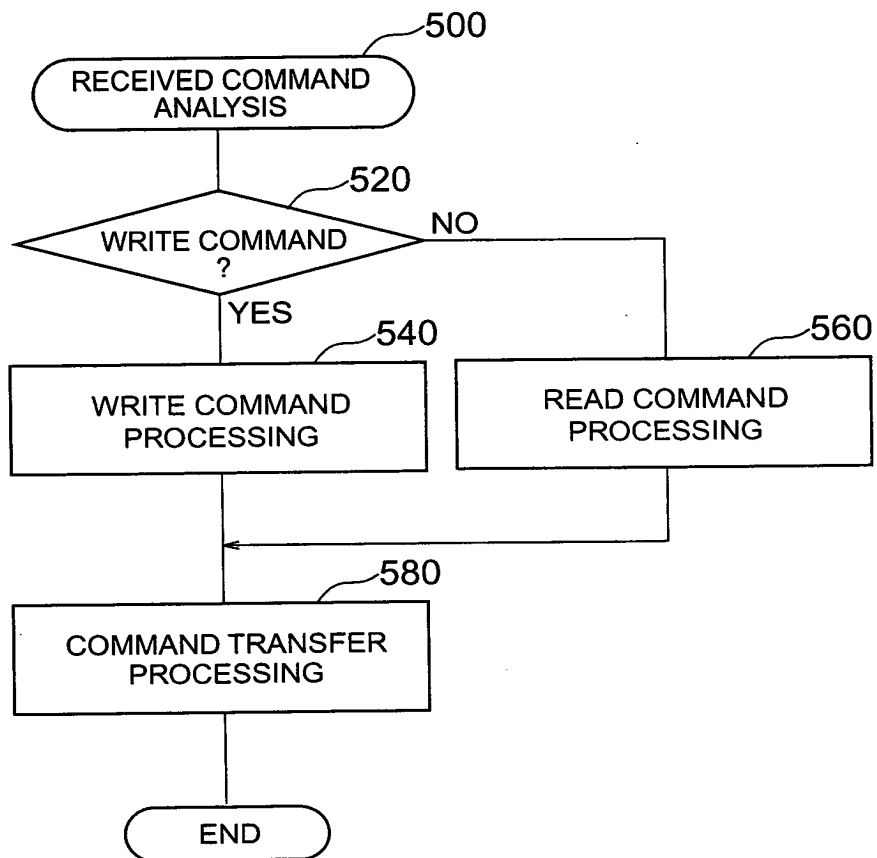 500
RECEIVED COMMAND
ANALYSIS
520
WRITE COMMAND
?
NO
YES
540
WRITE COMMAND
PROCESSING
560
READ COMMAND
PROCESSING
580
COMMAND TRANSFER
PROCESSING
END